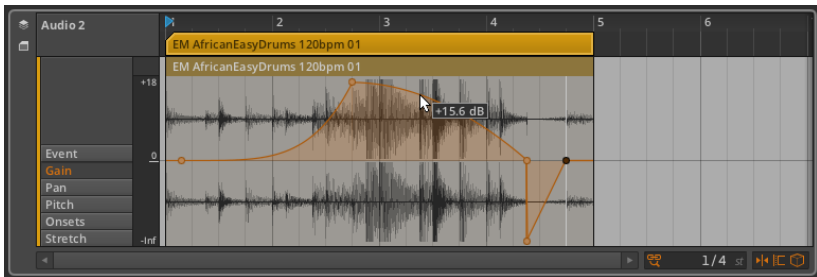 Audio 2
2 3 4 5 6
EM AfricanEasyDrums 120bpm 01
EM AfricanEasyDrums 120bpm 01
+18
+15.6 dB
Event
0
Gain
Pan
Pitch
Onsets
Stretch
-Inf
1/4 st